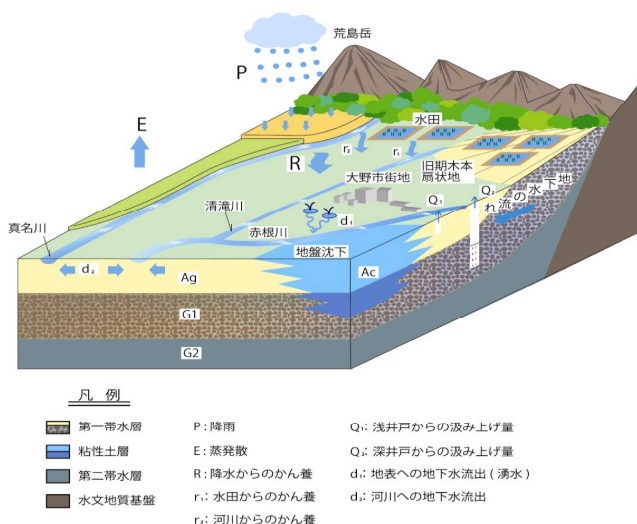 荒島岳
P
E
水田
r₂
r₁
R
大野市街地
旧期木本
扇状地
Q₁
Q₂
地下水の流れ
清滝川
真名川
赤根川
d₁
地盤沈下
d₂
Ag
Ac
G1
G2
凡 例
第一帯水層
粘性土層
第二帯水層
水文地質基盤
P：降雨
E：蒸発散
R：降水からのかん養
r₁：水田からのかん養
r₂：河川からのかん養
Q₁：浅井戸からの汲み上げ量
Q₂：深井戸からの汲み上げ量
d₁：地表への地下水流出(湧水)
d₂：河川への地下水流出